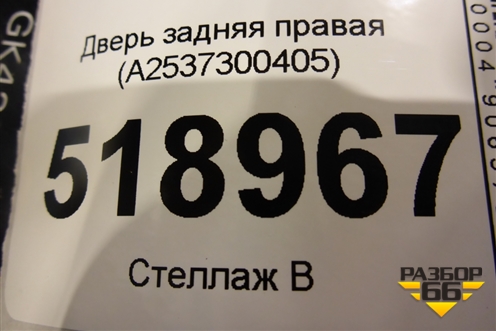 Дверь задняя правая
(A2537300405)
518967
Стеллаж В
РАЗБОР
66